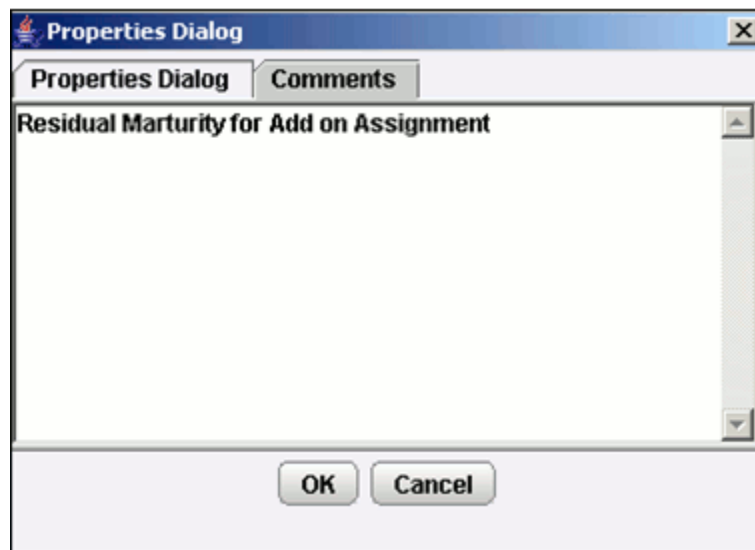 Properties Dialog
Properties Dialog Comments
Residual Marturity for Add on Assignment
OK Cancel